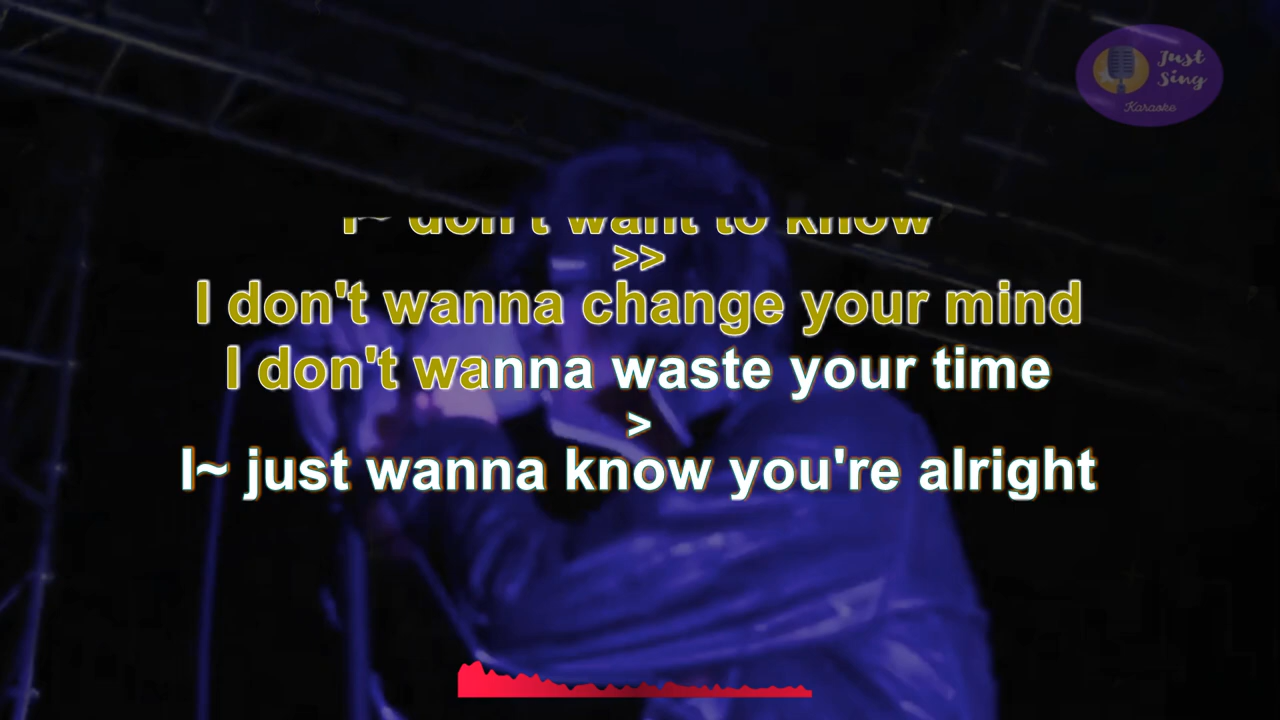 Just
Sing
Karaoke
I~ don't want to know
>>
I don't wanna change your mind
I don't wanna waste your time
>
I~ just wanna know you're alright